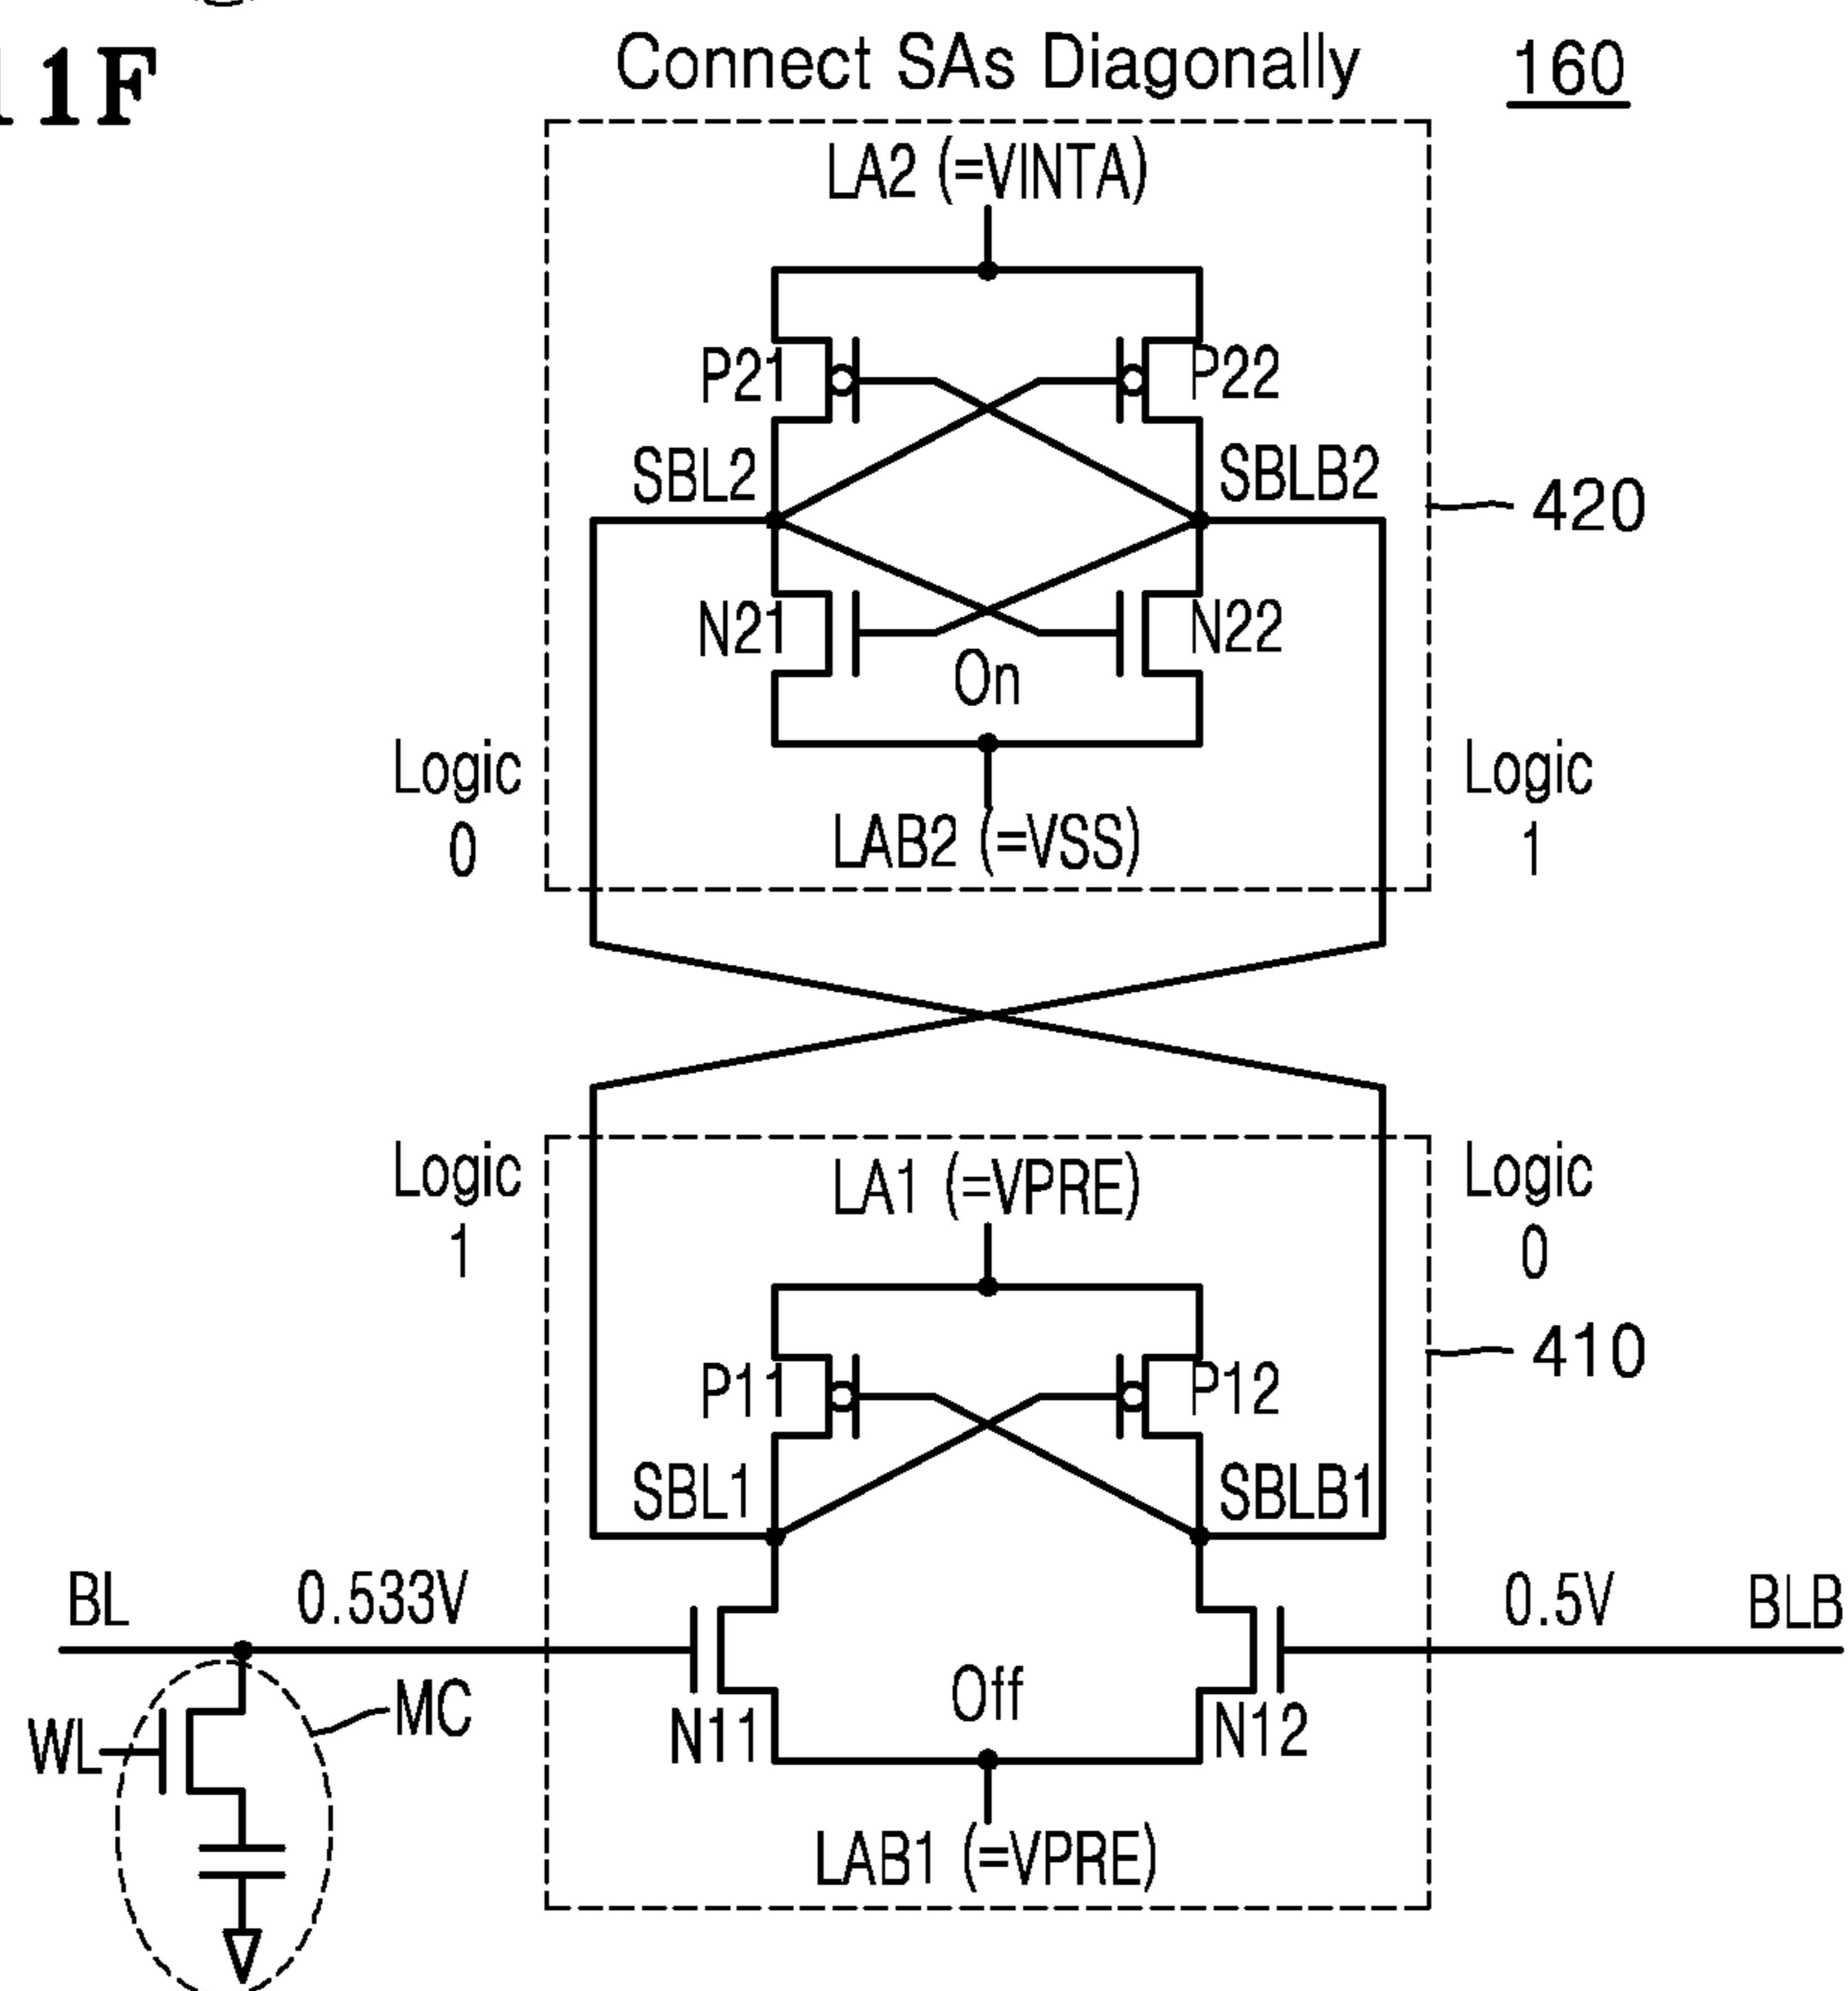 11F
Connect SAs Diagonally
160
LA2 (=VINTA)
P21
P22
SBL2
SBLB2
420
N21
N22
On
Logic
0
Logic
1
LAB2 (=VSS)
Logic
1
Logic
0
LA1 (=VPRE)
410
P11
P12
SBL1
SBLB1
BL
0.533V
0.5V
BLB
Off
MC
N11
N12
WL
LAB1 (=VPRE)